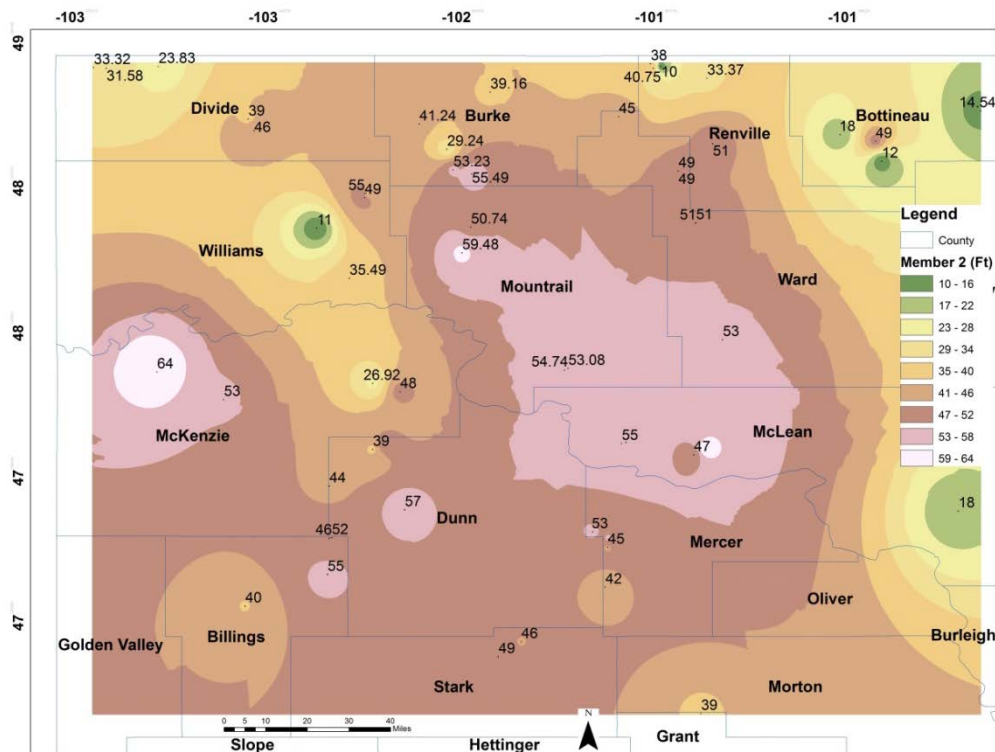 -103 -103 -102 -101 -101
49
38
33.32 23.83
31.58
40.75 10 33.37
39.16
14.54
Divide 39
46
41.24 Burke
45
Bottineau
18 49
29.24
Renville
51
12
53.23
55.49
49
49
48
55 49
Legend
County
Member 2 (Ft)
10 - 16
17 - 22
23 - 28
29 - 34
35 - 40
41 - 46
47 - 52
53 - 58
59 - 64
11
50.74
5151
Williams
59.48
35.49
Mountrail
Ward
48
53
64
54.74 53.08
26.92
48
53
McKenzie
39
55
47
McLean
47
44
57
Dunn
18
4652
53
45
Mercer
55
42
40
Oliver
47
Golden Valley
Billings
46
49
Burleigh
Stark
Morton
39
N
0 5 10 20 30 40
Miles
Slope
Hettinger
Grant